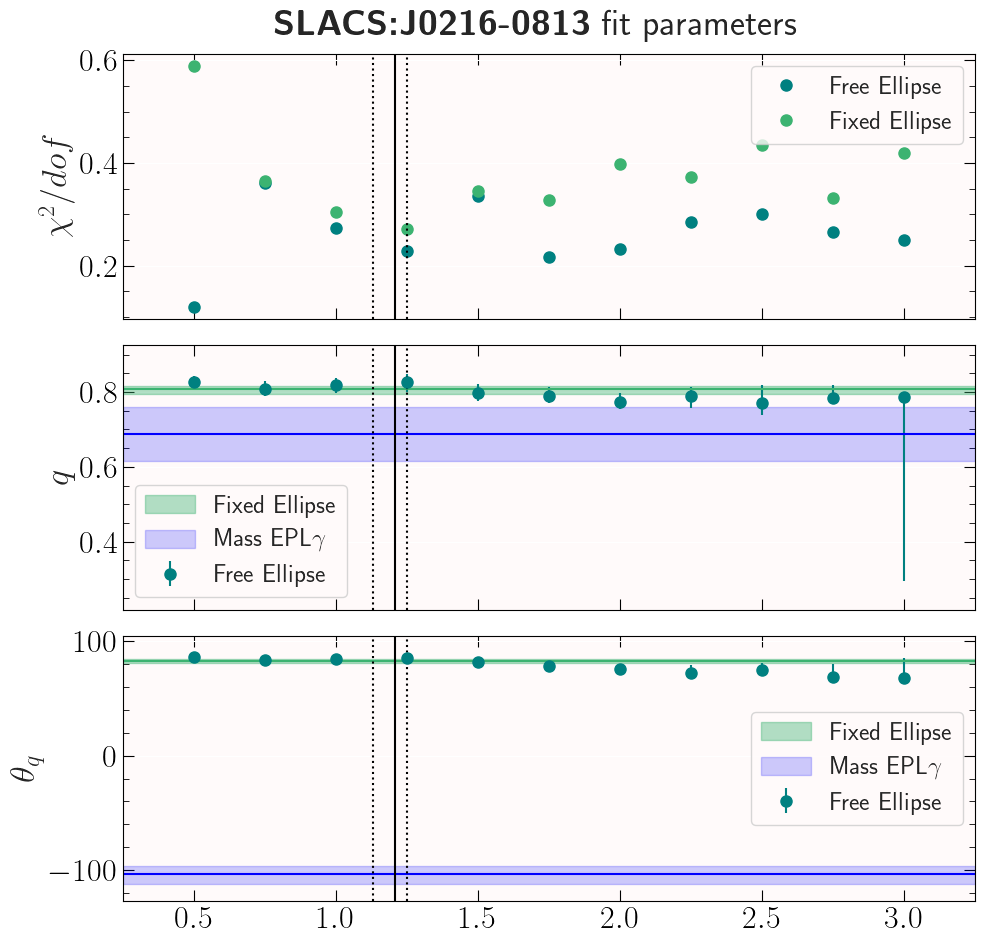 SLACS:J0216-0813 fit parameters
0.6
0.4
0.2
χ²/dof
Free Ellipse
Fixed Ellipse
0.8
0.6
0.4
q
Fixed Ellipse
Mass EPLγ
Free Ellipse
100
0
−100
θq
Fixed Ellipse
Mass EPLγ
Free Ellipse
0.5 1.0 1.5 2.0 2.5 3.0